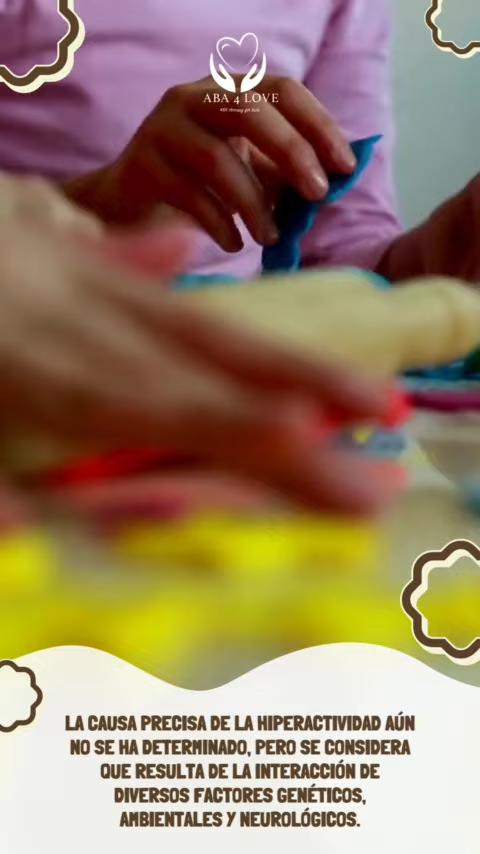 ABA 4 LOVE
LA CAUSA PRECISA DE LA HIPERACTIVIDAD AÚN
NO SE HA DETERMINADO, PERO SE CONSIDERA
QUE RESULTA DE LA INTERACCIÓN DE
DIVERSOS FACTORES GENÉTICOS,
AMBIENTALES Y NEUROLÓGICOS.